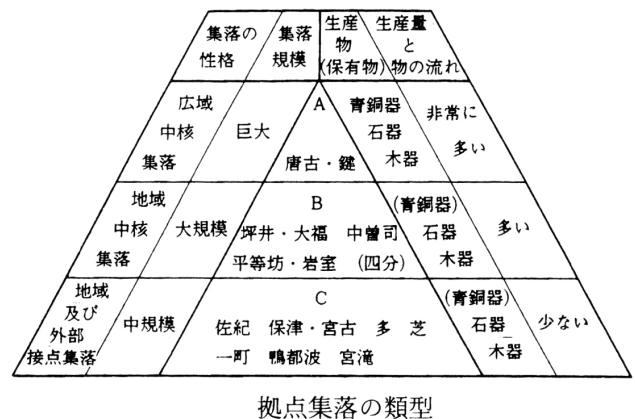 集落の
性格
集落
規模
生産
物
(保有物)
生産量
と
物の流れ
広域
中核
集落
巨大
A
唐古・鍵
青銅器
石器
木器
非常に
多い
地域
中核
集落
大規模
B
坪井・大福 中曽司
平等坊・岩室 (四分)
(青銅器)
石器
木器
多い
地域
及び
外部
接点集落
中規模
C
佐紀 保津・宮古 多 芝
一町 鴨都波 宮滝
(青銅器)
石器
木器
少ない
拠点集落の類型